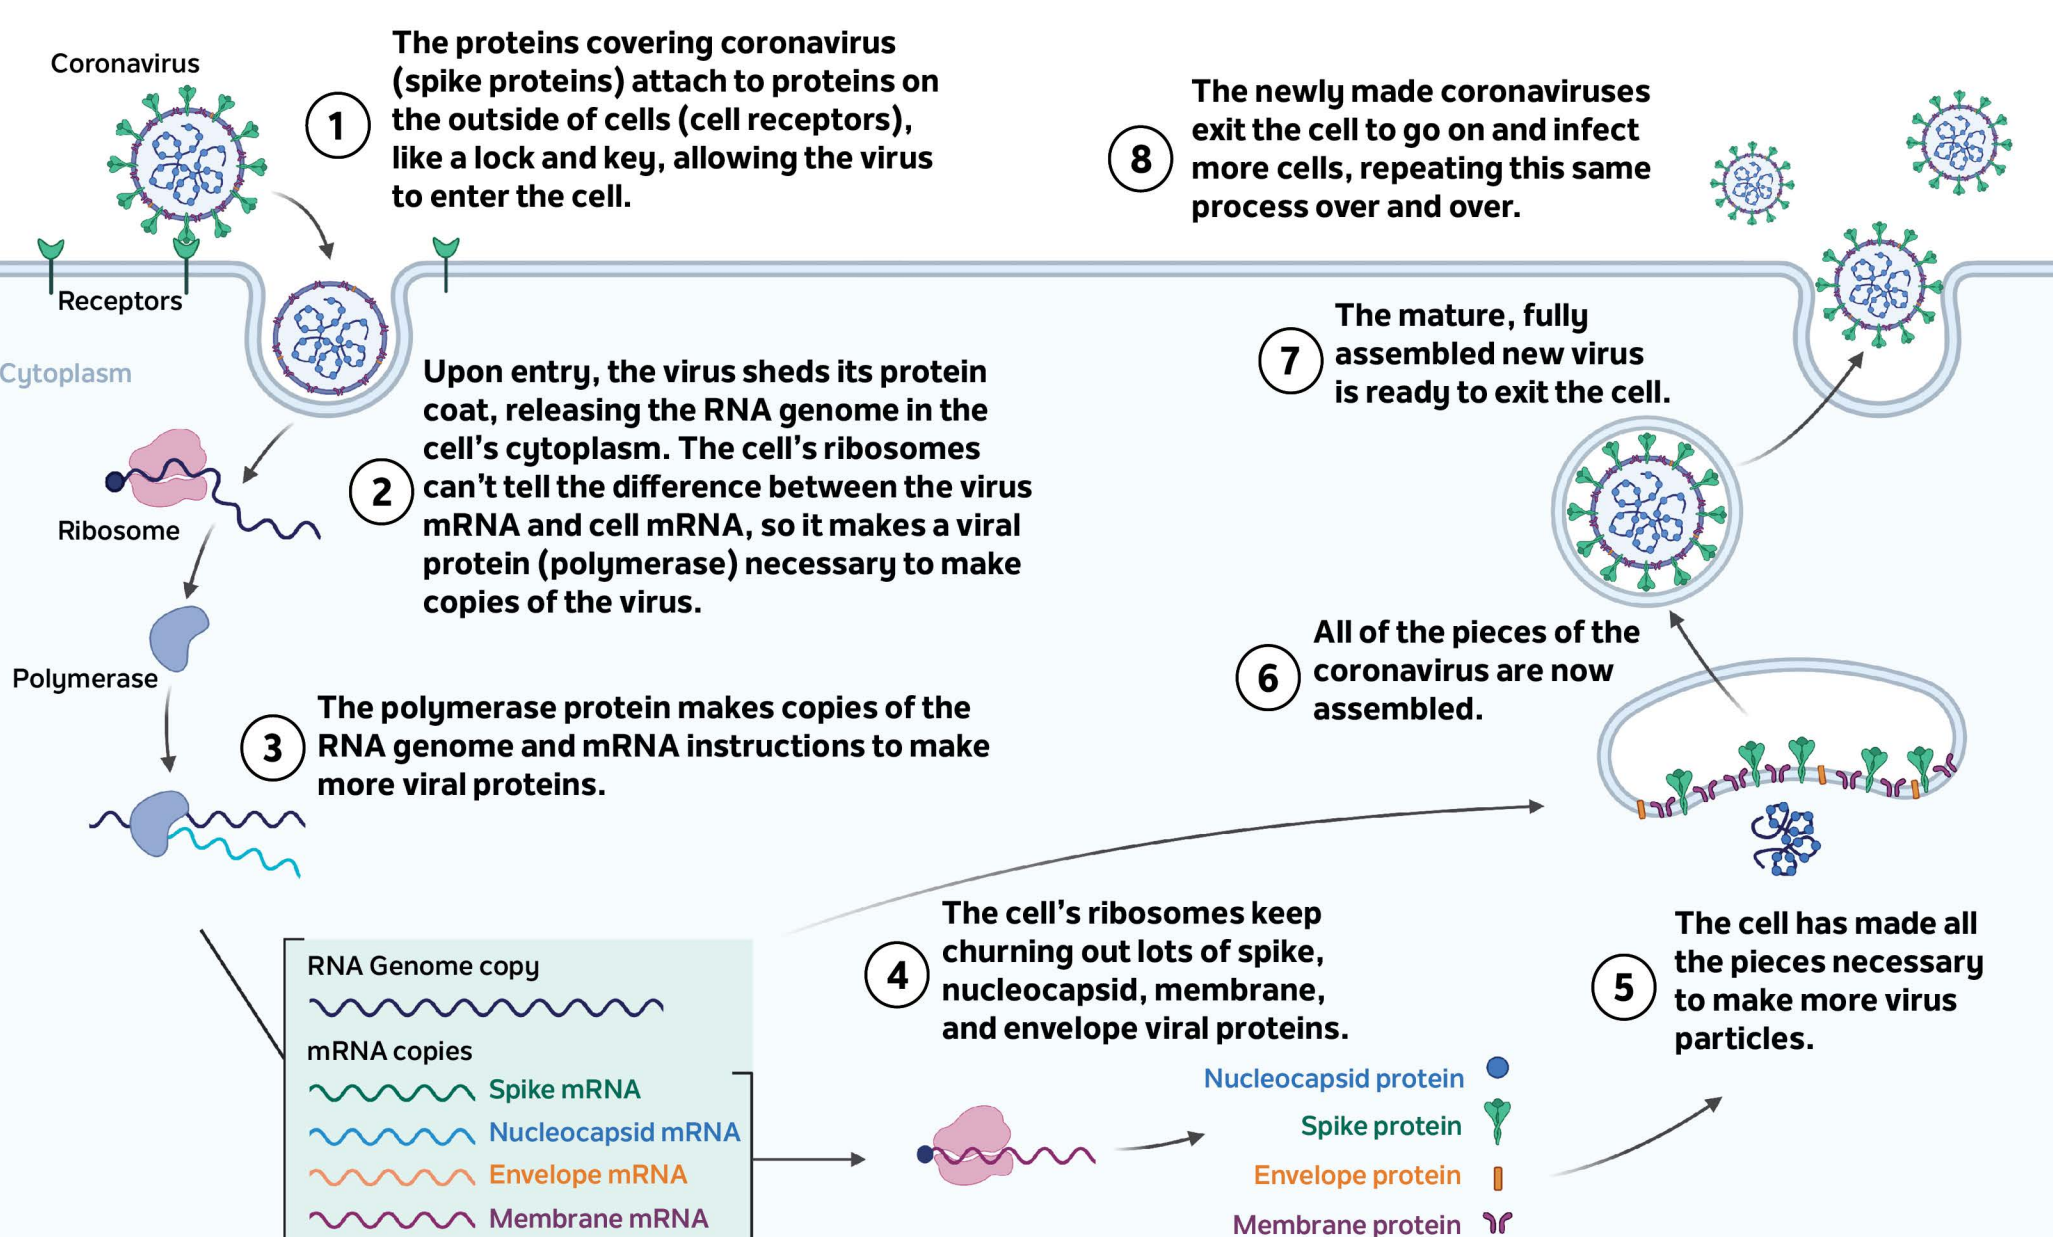 Coronavirus
1
The proteins covering coronavirus
(spike proteins) attach to proteins on
the outside of cells (cell receptors),
like a lock and key, allowing the virus
to enter the cell.
Receptors
Cytoplasm
2
Upon entry, the virus sheds its protein
coat, releasing the RNA genome in the
cell’s cytoplasm. The cell’s ribosomes
can’t tell the difference between the virus
mRNA and cell mRNA, so it makes a viral
protein (polymerase) necessary to make
copies of the virus.
Ribosome
Polymerase
3
The polymerase protein makes copies of the
RNA genome and mRNA instructions to make
more viral proteins.
RNA Genome copy
mRNA copies
Spike mRNA
Nucleocapsid mRNA
Envelope mRNA
Membrane mRNA
4
The cell’s ribosomes keep
churning out lots of spike,
nucleocapsid, membrane,
and envelope viral proteins.
Nucleocapsid protein
Spike protein
Envelope protein
Membrane protein
5
The cell has made all
the pieces necessary
to make more virus
particles.
6
All of the pieces of the
coronavirus are now
assembled.
7
The mature, fully
assembled new virus
is ready to exit the cell.
8
The newly made coronaviruses
exit the cell to go on and infect
more cells, repeating this same
process over and over.